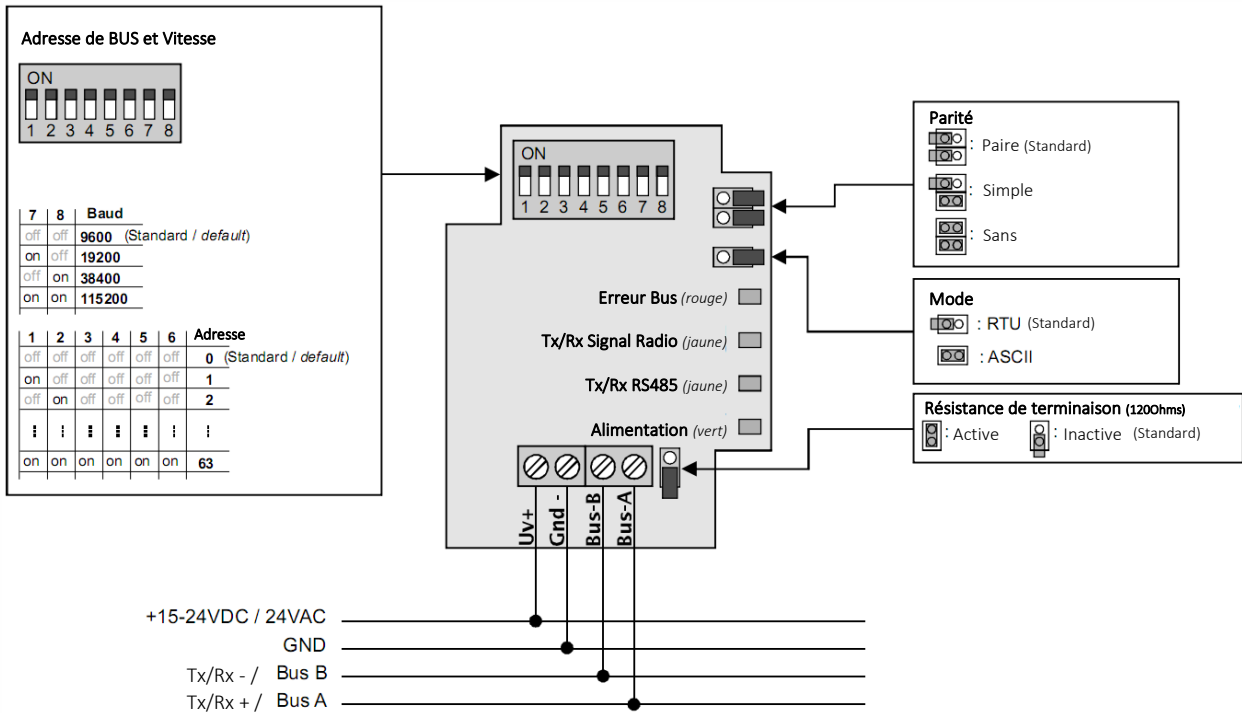 Adresse de BUS et Vitesse
ON
1 2 3 4 5 6 7 8
7 8 Baud
off off 9600 (Standard / default)
on off 19200
off on 38400
on on 115200
1 2 3 4 5 6 Adresse
off off off off off off 0 (Standard / default)
on off off off off off 1
off on off off off off 2
on on on on on on 63
ON
1 2 3 4 5 6 7 8
Erreur Bus (rouge)
Tx/Rx Signal Radio (jaune)
Tx/Rx RS485 (jaune)
Alimentation (vert)
Uv+
Gnd -
Bus-B
Bus-A
Parité
: Paire (Standard)
: Simple
: Sans
Mode
: RTU (Standard)
: ASCII
Résistance de terminaison (120Ohms)
: Active : Inactive (Standard)
+15-24VDC / 24VAC
GND
Tx/Rx - / Bus B
Tx/Rx + / Bus A